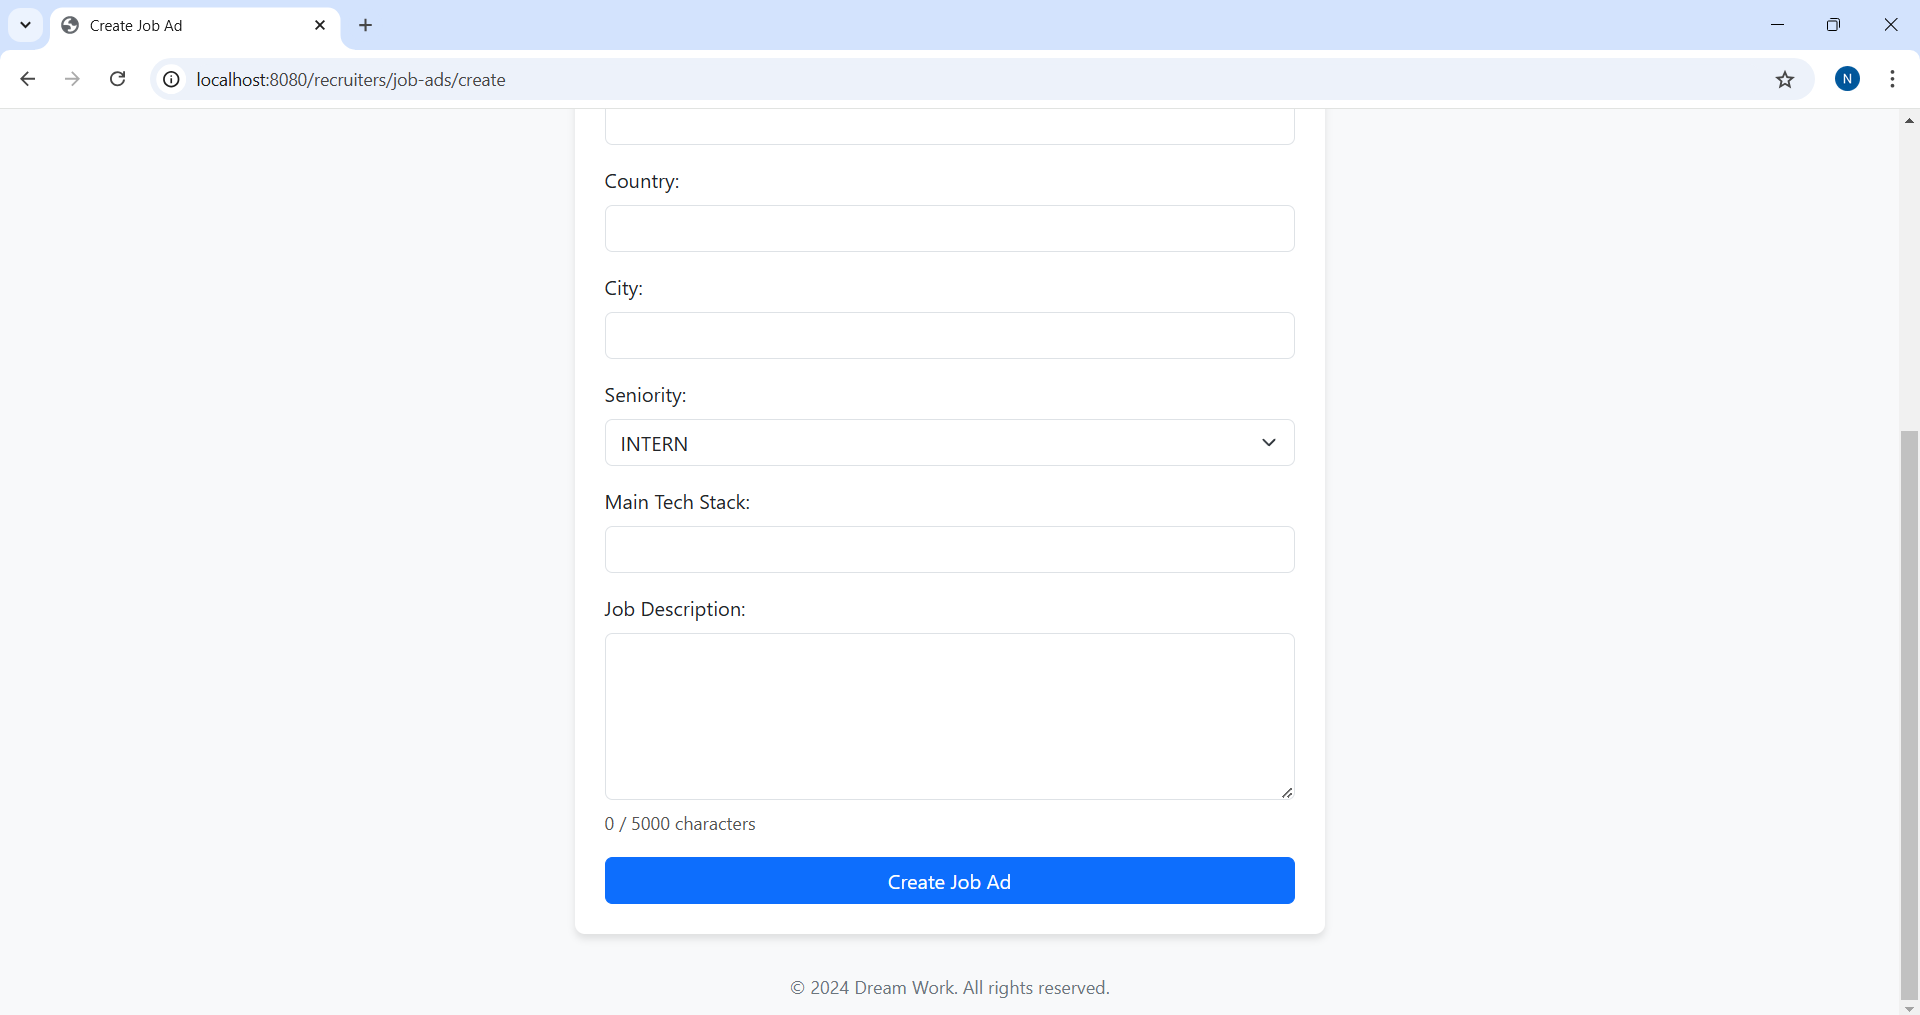 Create Job Ad
localhost:8080/recruiters/job-ads/create
N
Country:
City:
Seniority:
INTERN
Main Tech Stack:
Job Description:
0 / 5000 characters
Create Job Ad
© 2024 Dream Work. All rights reserved.